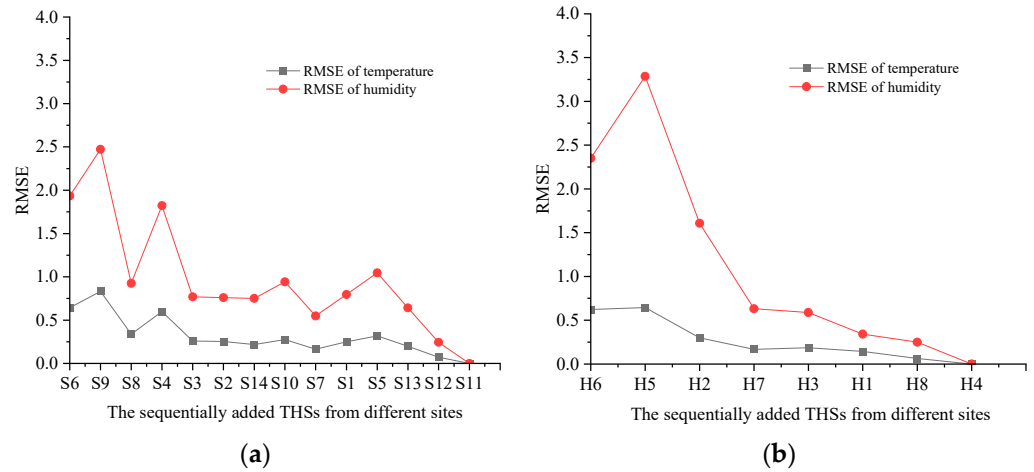 4.0
3.5
3.0
2.5
2.0
1.5
1.0
0.5
0.0
RMSE
RMSE of temperature
RMSE of humidity
S6 S9 S8 S4 S3 S2 S14 S10 S7 S1 S5 S13 S12 S11
The sequentially added THSs from different sites
(a)
4.0
3.5
3.0
2.5
2.0
1.5
1.0
0.5
0.0
RMSE
RMSE of temperature
RMSE of humidity
H6 H5 H2 H7 H3 H1 H8 H4
The sequentially added THSs from different sites
(b)